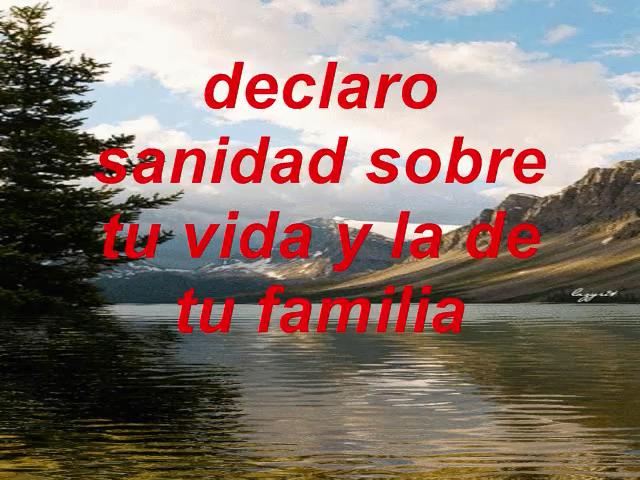 declaro
sanidad sobre
tu vida y la de
tu familia